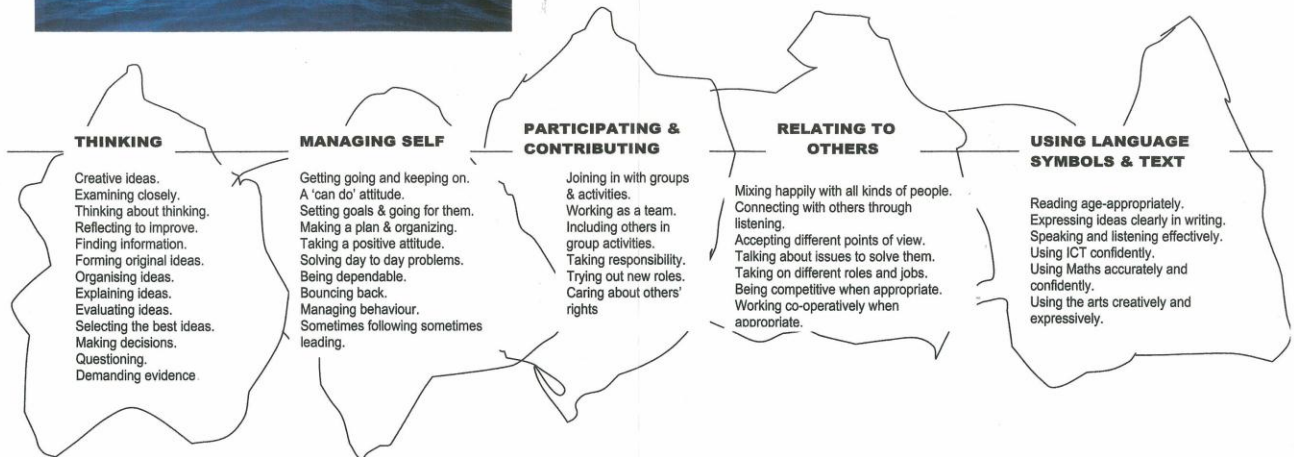 THINKING
Creative ideas.
Examining closely.
Thinking about thinking.
Reflecting to improve.
Finding information.
Forming original ideas.
Organising ideas.
Explaining ideas.
Evaluating ideas.
Selecting the best ideas.
Making decisions.
Questioning.
Demanding evidence.
MANAGING SELF
Getting going and keeping on.
A 'can do' attitude.
Setting goals & going for them.
Making a plan & organizing.
Taking a positive attitude.
Solving day to day problems.
Being dependable.
Bouncing back.
Managing behaviour.
Sometimes following sometimes
leading.
PARTICIPATING &
CONTRIBUTING
Joining in with groups
& activities.
Working as a team.
Including others in
group activities.
Taking responsibility.
Trying out new roles.
Caring about others'
rights
RELATING TO
OTHERS
Mixing happily with all kinds of people.
Connecting with others through
listening.
Accepting different points of view.
Talking about issues to solve them.
Taking on different roles and jobs.
Being competitive when appropriate.
Working co-operatively when
appropriate.
USING LANGUAGE
SYMBOLS & TEXT
Reading age-appropriately.
Expressing ideas clearly in writing.
Speaking and listening effectively.
Using ICT confidently.
Using Maths accurately and
confidently.
Using the arts creatively and
expressively.